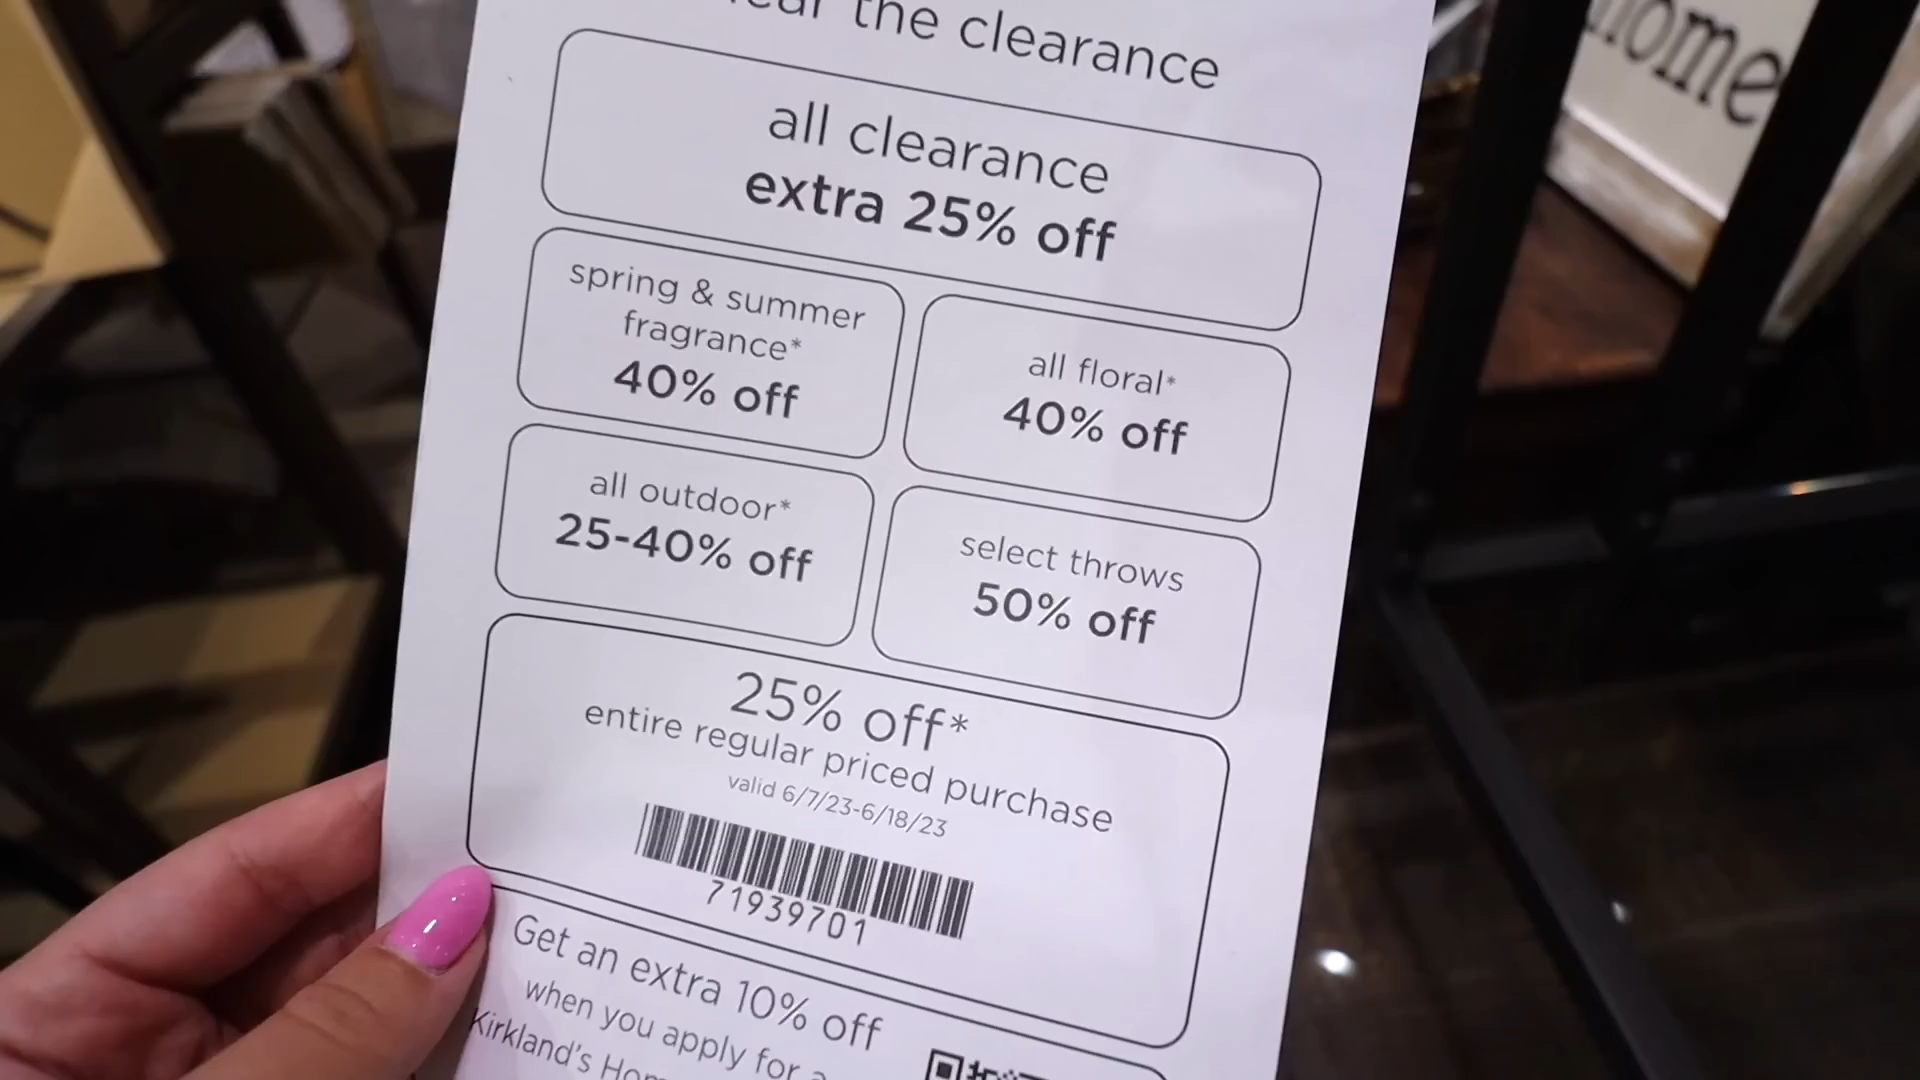 the clearance
all clearance
extra 25% off
spring & summer
fragrance*
40% off
all floral*
40% off
all outdoor*
25-40% off
select throws
50% off
25% off*
entire regular priced purchase
valid 6/7/23-6/18/23
71939701
Get an extra 10% off
when you apply for a
Kirkland's
home